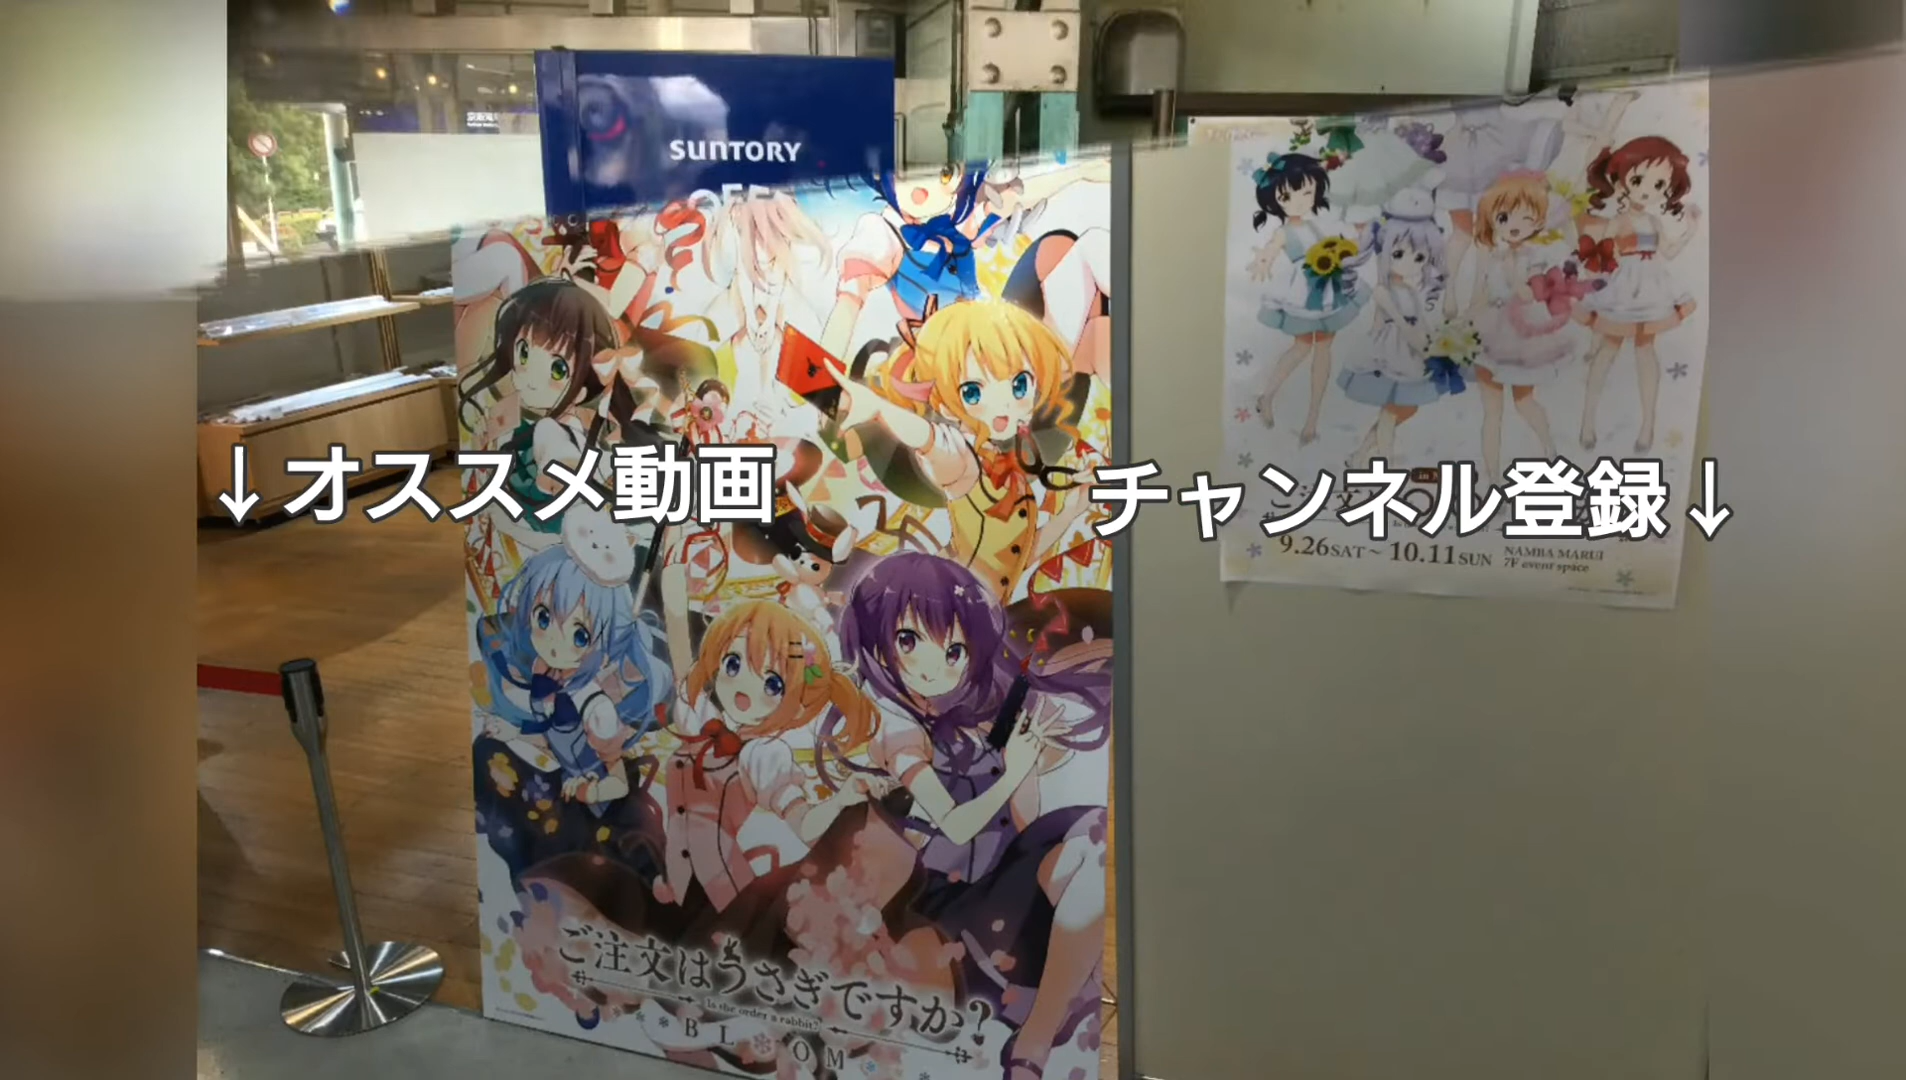 SUNTORY
↓オススメ動画
チャンネル登録↓
9.26SAT~10.11SUN
NAMBA MARUI
7F event space
ご注文はうさぎですか?
Is the order a rabbit?
BLOOM